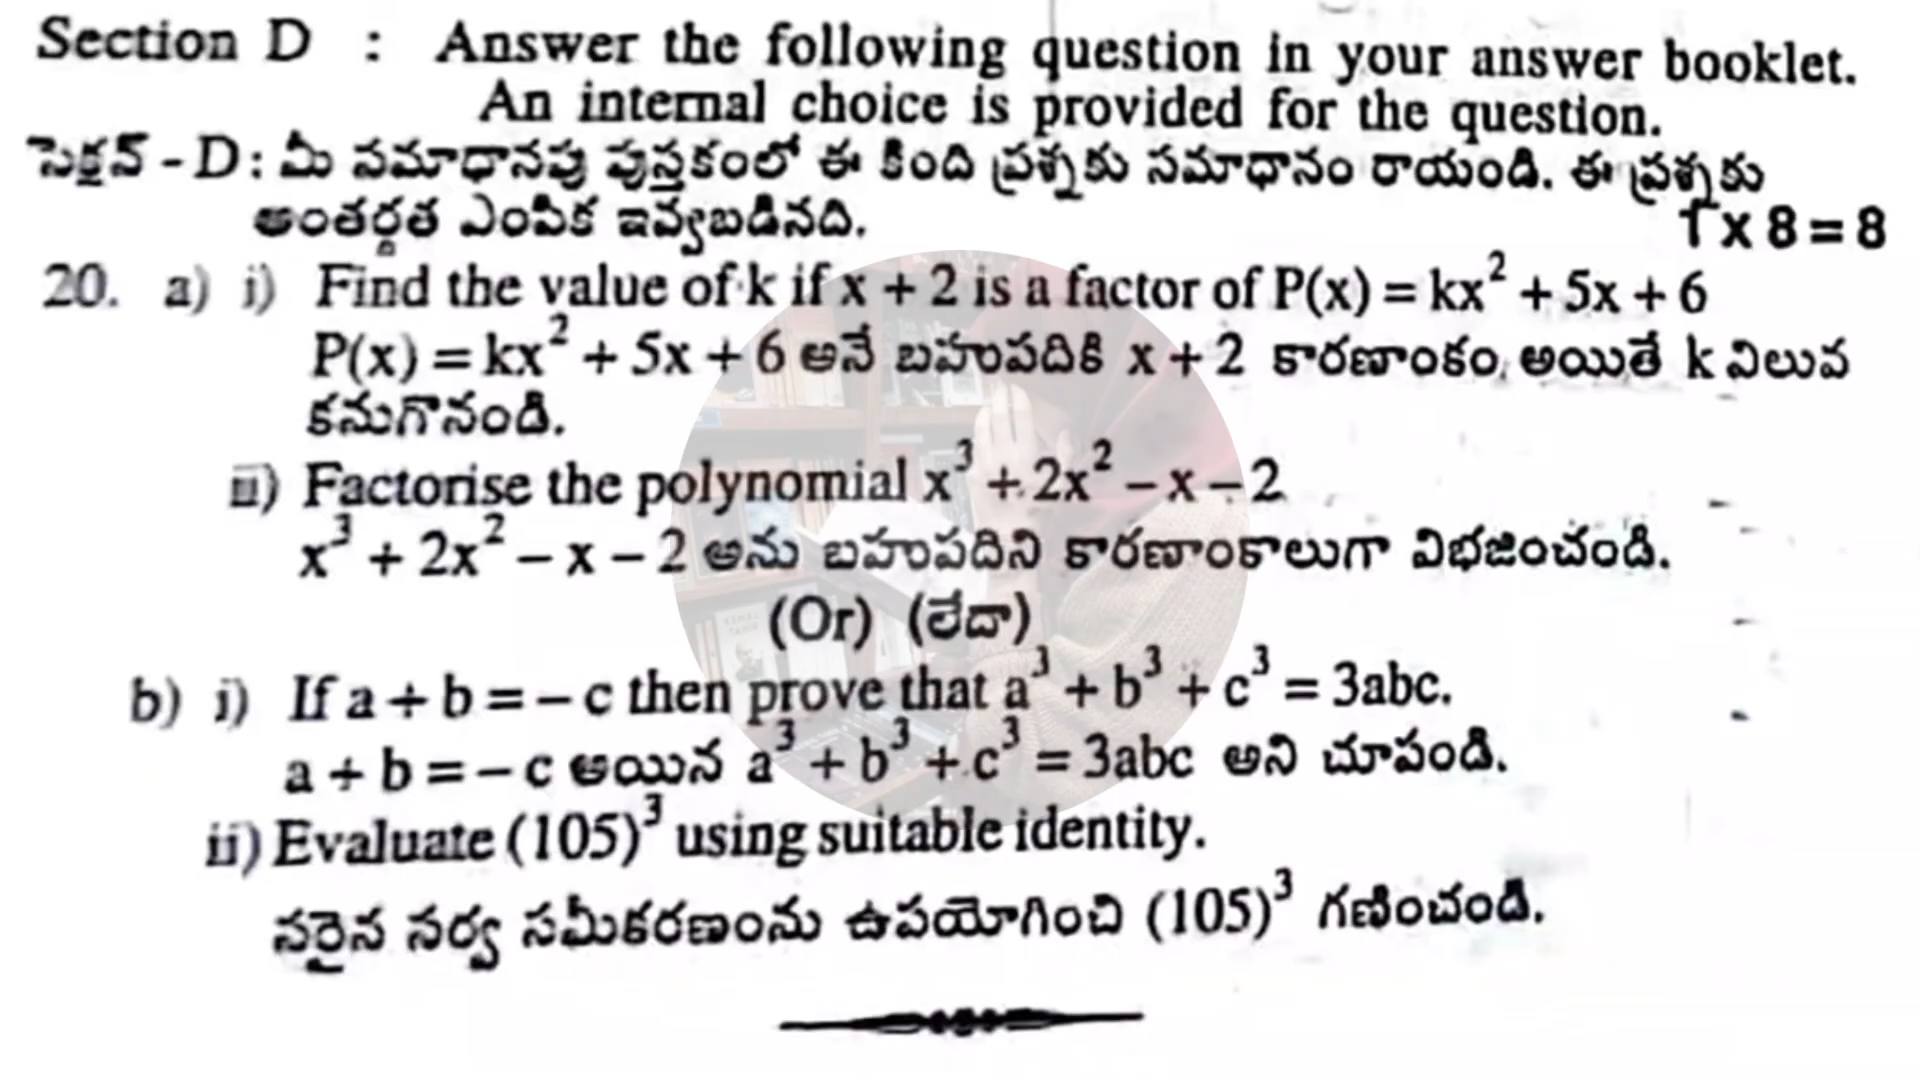 Section D : Answer the following question in your answer booklet.
An internal choice is provided for the question.
సెక్షన్ - D : మీ సమాధానపు పుస్తకంలో ఈ కింది ప్రశ్నకు సమాధానం రాయండి. ఈ ప్రశ్నకు
అంతర్గత ఎంపిక ఇవ్వబడినది.
1 x 8 = 8
20. a) i) Find the value of k if x + 2 is a factor of P(x) = kx² + 5x + 6
P(x) = kx² + 5x + 6 అనే బహుపదికి x + 2 కారణాంకం అయితే k విలువ
కనుగొనండి.
ii) Factorise the polynomial x³ + 2x² – x – 2
x³ + 2x² – x – 2 అను బహుపదిని కారణాంకాలుగా విభజించండి.
(Or) (లేదా)
b) i) If a + b = – c then prove that a³ + b³ + c³ = 3abc.
a + b = – c అయిన a³ + b³ + c³ = 3abc అని చూపండి.
ii) Evaluate (105)³ using suitable identity.
సరైన సర్వ సమీకరణంను ఉపయోగించి (105)³ గణించండి.